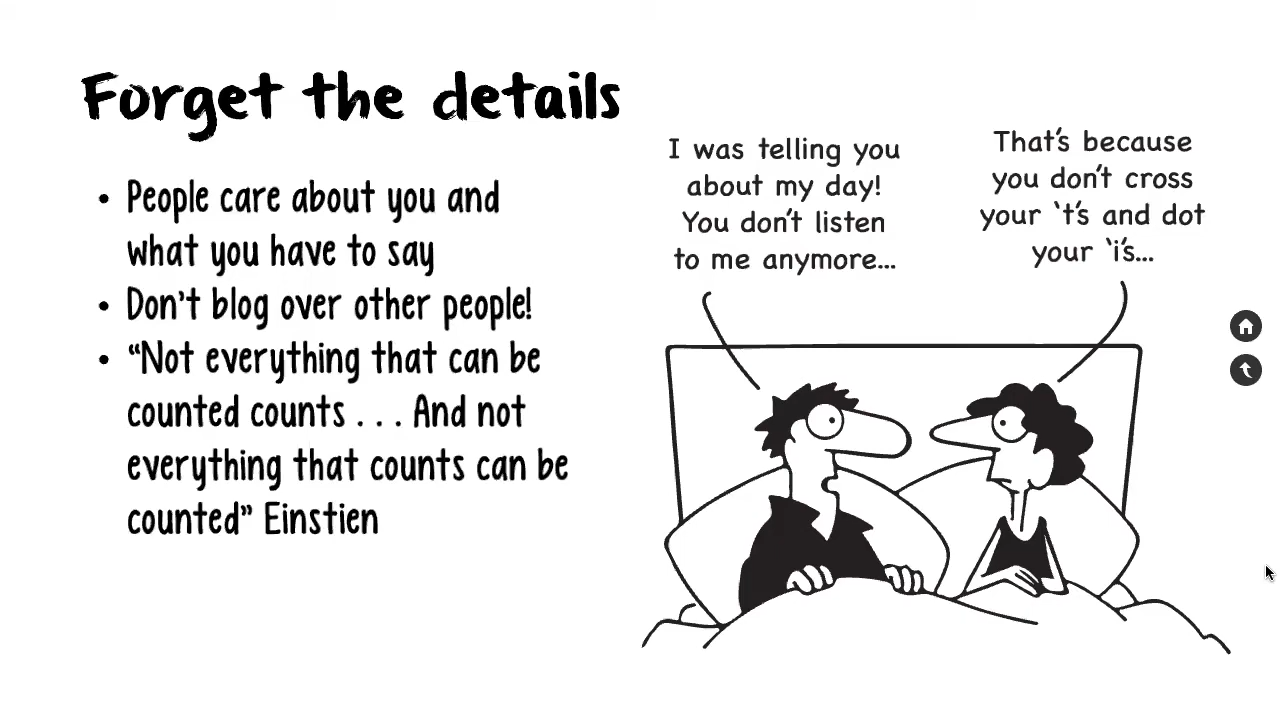 Forget the details
• People care about you and
what you have to say
• Don't blog over other people!
• “Not everything that can be
counted counts . . . And not
everything that counts can be
counted” Einstien
I was telling you
about my day!
You don't listen
to me anymore...
That's because
you don't cross
your ‘t's and dot
your ‘i's...